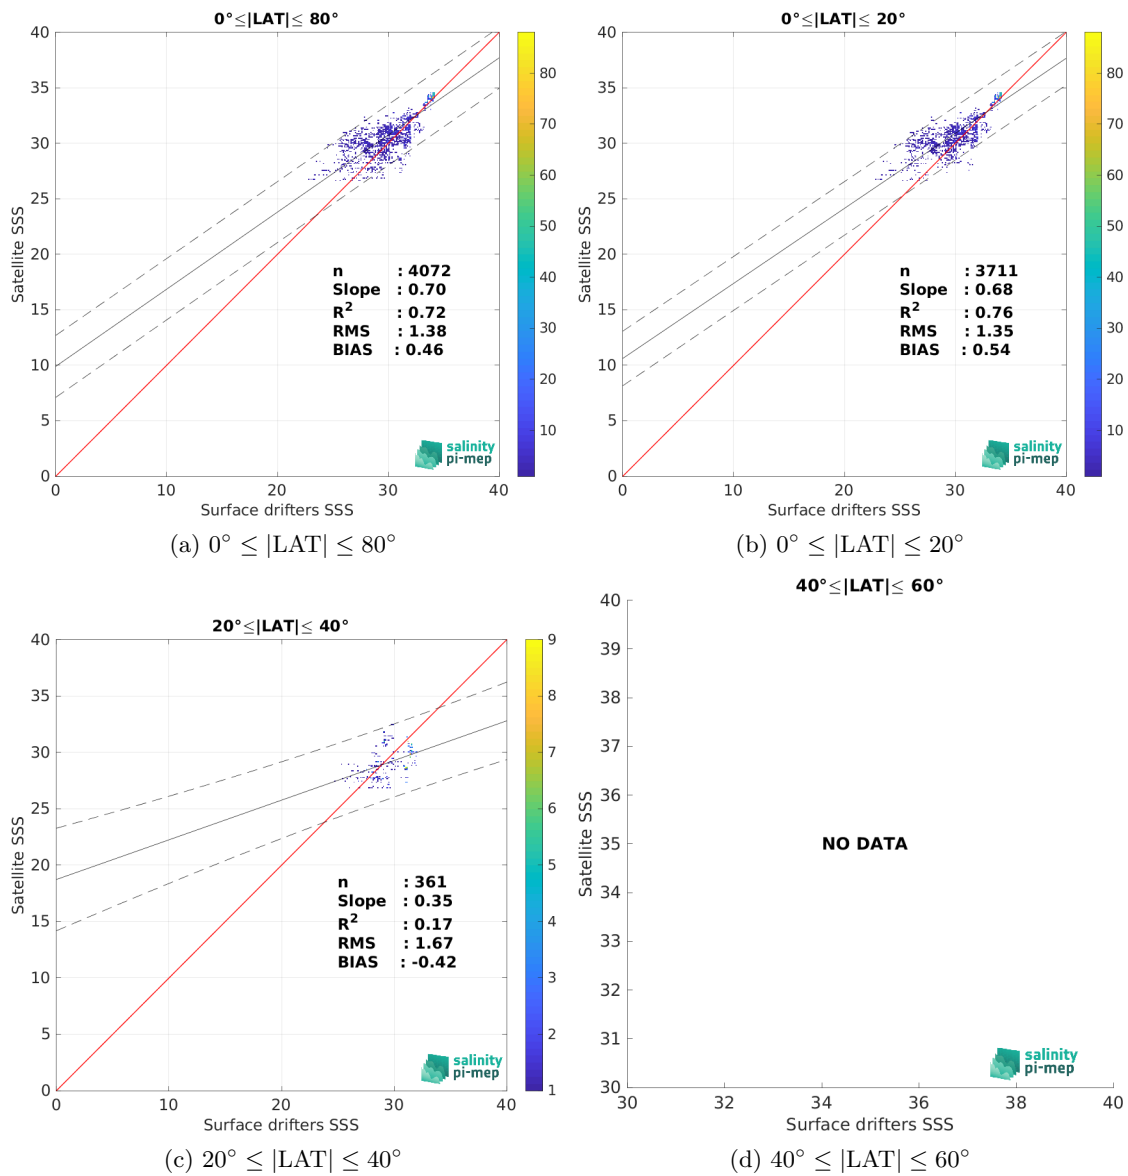 0°≤|LAT|≤ 80°
40
35
30
25
20
15
10
5
0
Satellite SSS
n : 4072
Slope : 0.70
R² : 0.72
RMS : 1.38
BIAS : 0.46
salinity
pi-mep
0 10 20 30 40
Surface drifters SSS
80
70
60
50
40
30
20
10
(a) 0° ≤ |LAT| ≤ 80°
0°≤|LAT|≤ 20°
40
35
30
25
20
15
10
5
0
Satellite SSS
n : 3711
Slope : 0.68
R² : 0.76
RMS : 1.35
BIAS : 0.54
salinity
pi-mep
0 10 20 30 40
Surface drifters SSS
80
70
60
50
40
30
20
10
(b) 0° ≤ |LAT| ≤ 20°
20°≤|LAT|≤ 40°
40
35
30
25
20
15
10
5
0
Satellite SSS
n : 361
Slope : 0.35
R² : 0.17
RMS : 1.67
BIAS : -0.42
salinity
pi-mep
0 10 20 30 40
Surface drifters SSS
9
8
7
6
5
4
3
2
1
(c) 20° ≤ |LAT| ≤ 40°
40°≤|LAT|≤ 60°
40
39
38
37
36
35
34
33
32
31
30
Satellite SSS
NO DATA
salinity
pi-mep
30 32 34 36 38 40
Surface drifters SSS
(d) 40° ≤ |LAT| ≤ 60°